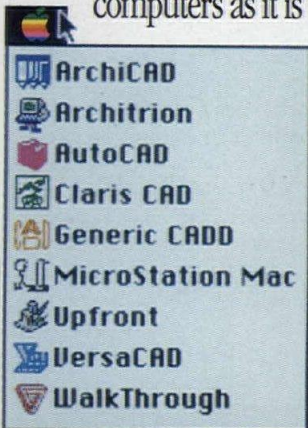 computers as it is
ArchiCAD
Architrion
AutoCAD
Claris CAD
Generic CADD
MicroStation Mac
Upfront
VersaCAD
WalkThrough